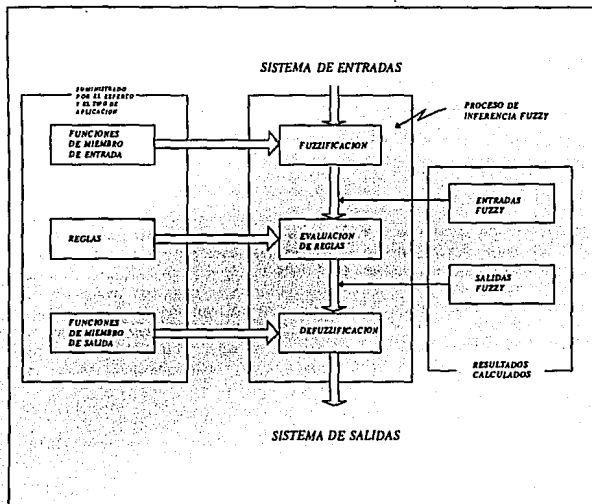 SISTEMA DE ENTRADAS
SUMINISTRADO
POR EL EXPERTO
Y EL TIPO DE
APLICACION
PROCESO DE
INFERENCIA FUZZY
FUNCIONES
DE MIEMBRO
DE ENTRADA
FUZZIFICACION
ENTRADAS
FUZZY
REGLAS
EVALUACION
DE REGLAS
SALIDAS
FUZZY
FUNCIONES
DE MIEMBRO
DE SALIDA
DEFUZZIFICACION
RESULTADOS
CALCULADOS
SISTEMA DE SALIDAS